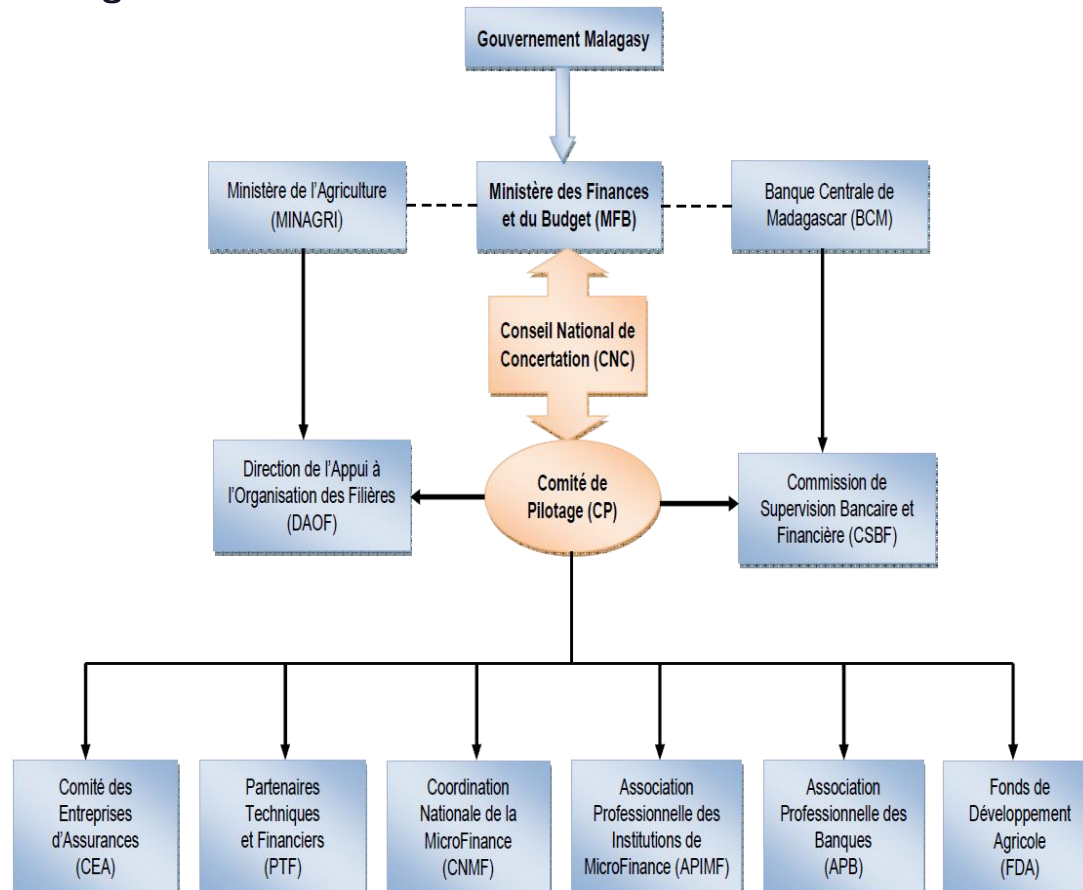 g
Gouvernement Malagasy
Ministère de l'Agriculture
(MINAGRI)
Ministère des Finances
et du Budget (MFB)
Banque Centrale de
Madagascar (BCM)
Conseil National de
Concertation (CNC)
Direction de l'Appui à
l'Organisation des Filières
(DAOF)
Comité de
Pilotage (CP)
Commission de
Supervision Bancaire et
Financière (CSBF)
Comité des
Entreprises
d'Assurances
(CEA)
Partenaires
Techniques
et Financiers
(PTF)
Coordination
Nationale de la
MicroFinance
(CNMF)
Association
Professionnelle des
Institutions de
MicroFinance (APIMF)
Association
Professionnelle des
Banques
(APB)
Fonds de
Développement
Agricole
(FDA)